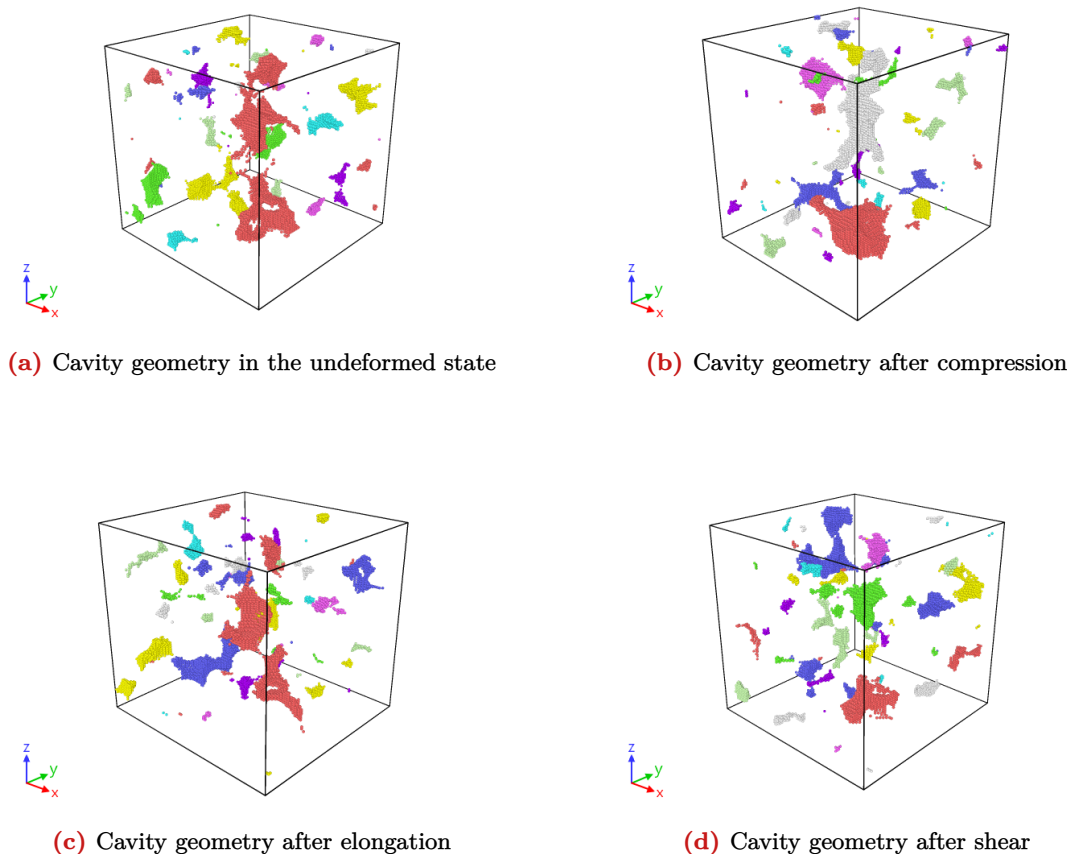 z
y
x
z
y
x
(a) Cavity geometry in the undeformed state
(b) Cavity geometry after compression
z
y
x
z
y
x
(c) Cavity geometry after elongation
(d) Cavity geometry after shear